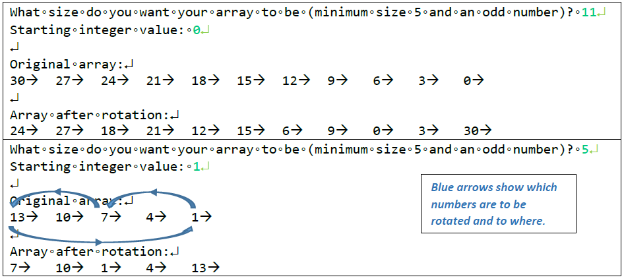 What∘size∘do∘you∘want∘your∘array∘to∘be∘(minimum∘size∘5∘and∘an∘odd∘number)?∘11↵
Starting∘integer∘value:∘0↵
↵
Original∘array:↵
30→ 27→ 24→ 21→ 18→ 15→ 12→ 9→ 6→ 3→ 0→
↵
Array∘after∘rotation:↵
24→ 27→ 18→ 21→ 12→ 15→ 6→ 9→ 0→ 3→ 30→
What∘size∘do∘you∘want∘your∘array∘to∘be∘(minimum∘size∘5∘and∘an∘odd∘number)?∘5↵
Starting∘integer∘value:∘1↵
↵
Original∘array:↵
13→ 10→ 7→ 4→ 1→
↵
Array∘after∘rotation:↵
7→ 10→ 1→ 4→ 13→
Blue arrows show which
numbers are to be
rotated and to where.